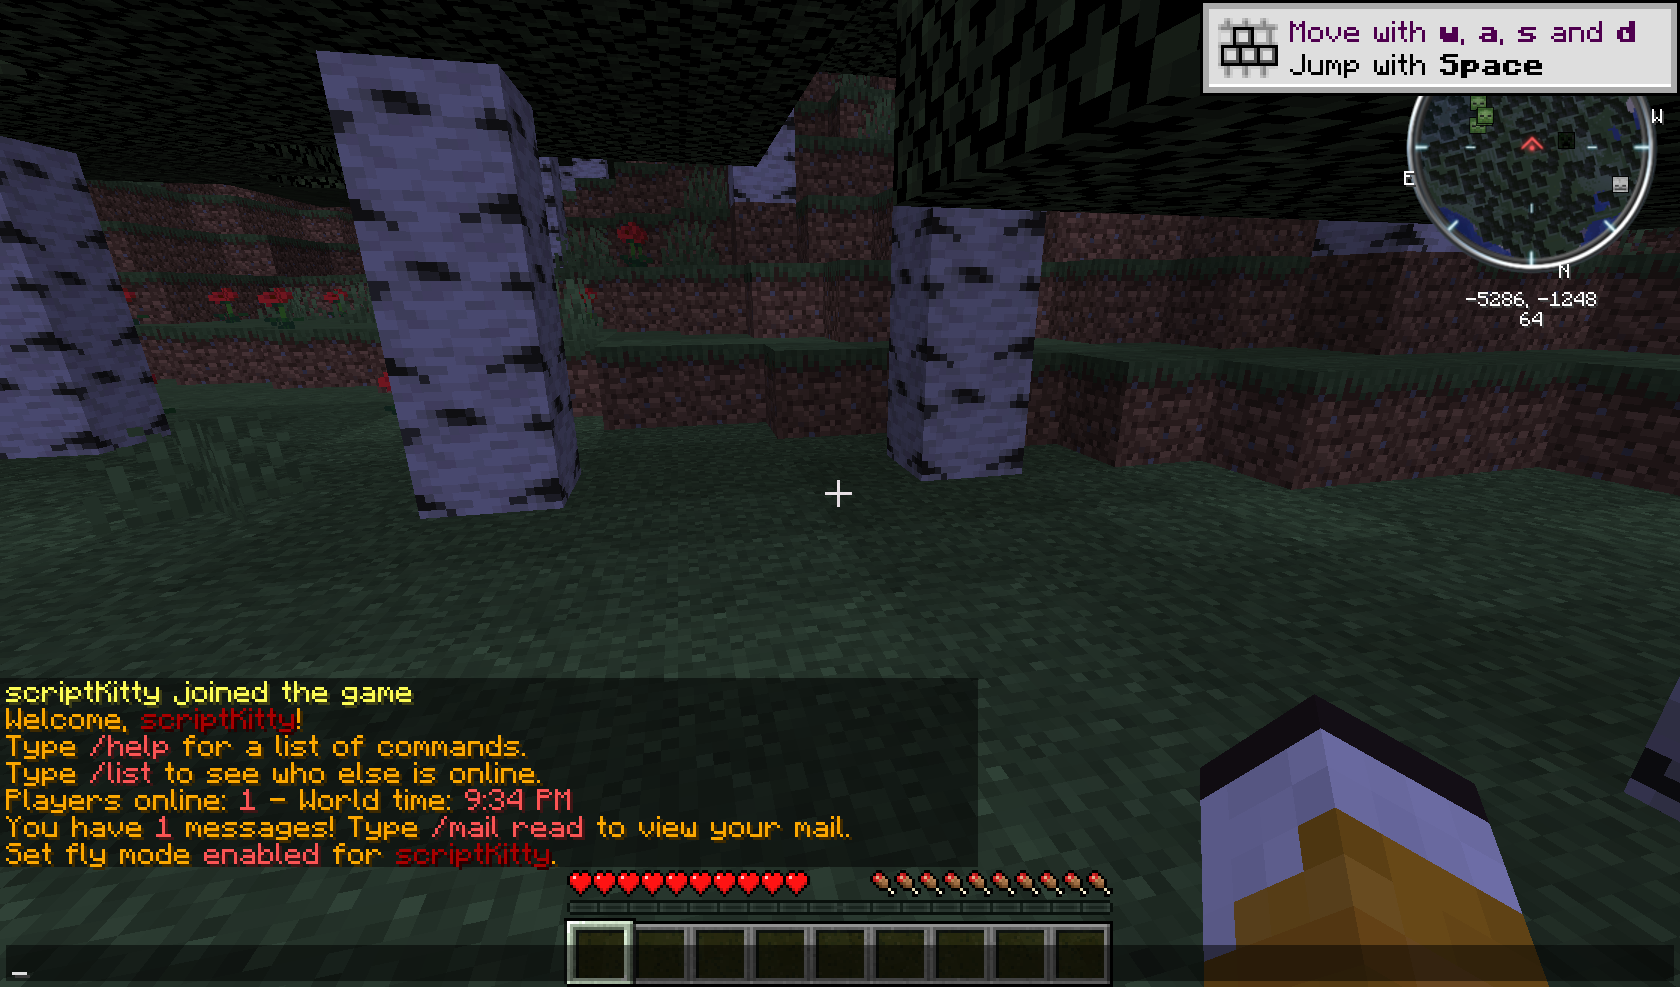 Move with w, a, s and d
Jump with Space
W
E
N
-5286, -1248
64
scriptKitty joined the game
Welcome, scriptKitty!
Type /help for a list of commands.
Type /list to see who else is online.
Players online: 1 - World time: 9:34 PM
You have 1 messages! Type /mail read to view your mail.
Set fly mode enabled for scriptKitty.
_